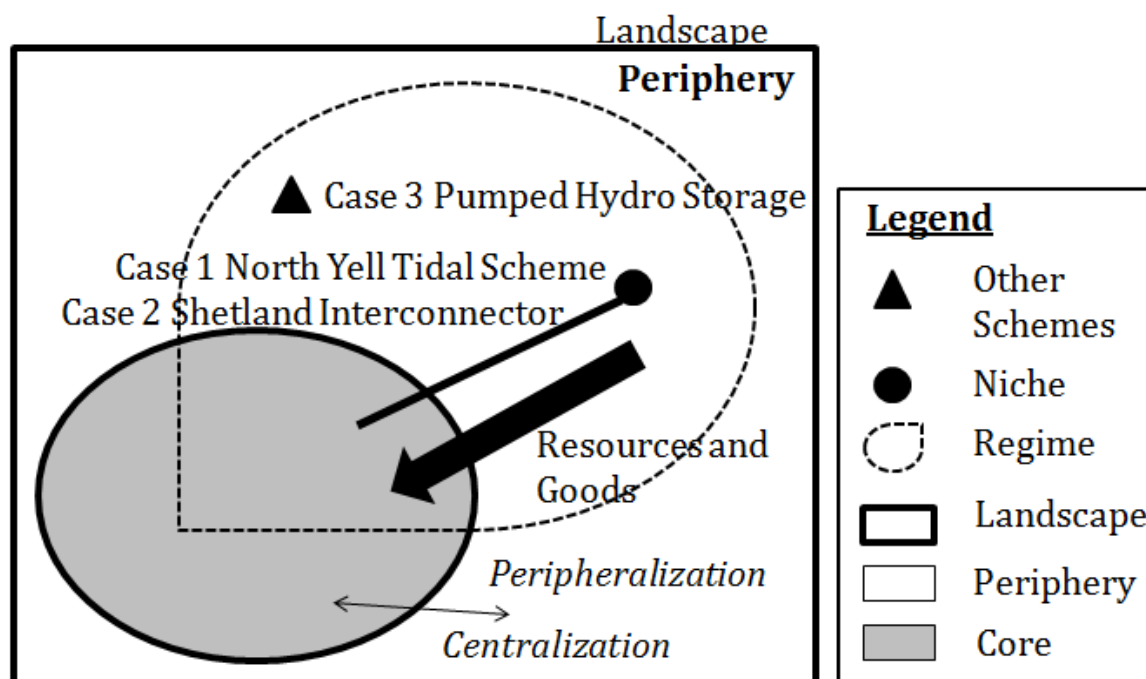 Landscape
Periphery
Case 3 Pumped Hydro Storage
Case 1 North Yell Tidal Scheme
Case 2 Shetland Interconnector
Resources and
Goods
Peripheralization
Centralization
Legend
Other
Schemes
Niche
Regime
Landscape
Periphery
Core